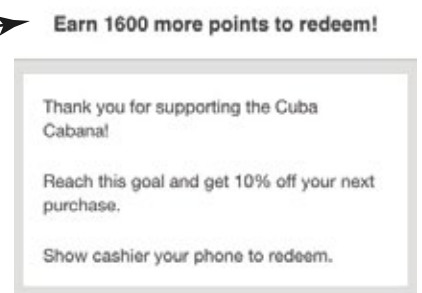 Earn 1600 more points to redeem!
Thank you for supporting the Cuba
Cabana!
Reach this goal and get 10% off your next
purchase.
Show cashier your phone to redeem.